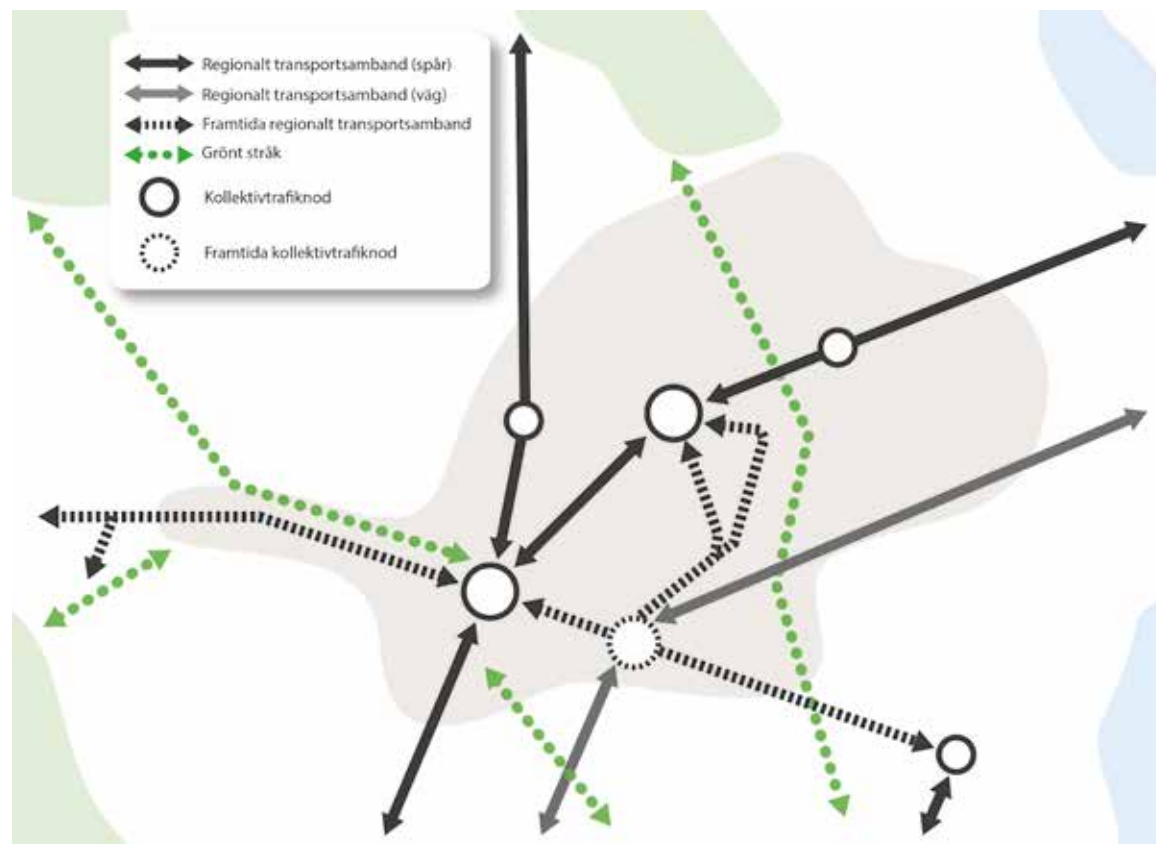 Regionalt transportsamband (spår)
Regionalt transportsamband (väg)
Framtida regionalt transportsamband
Grönt stråk
Kollektivtrafiknod
Framtida kollektivtrafiknod